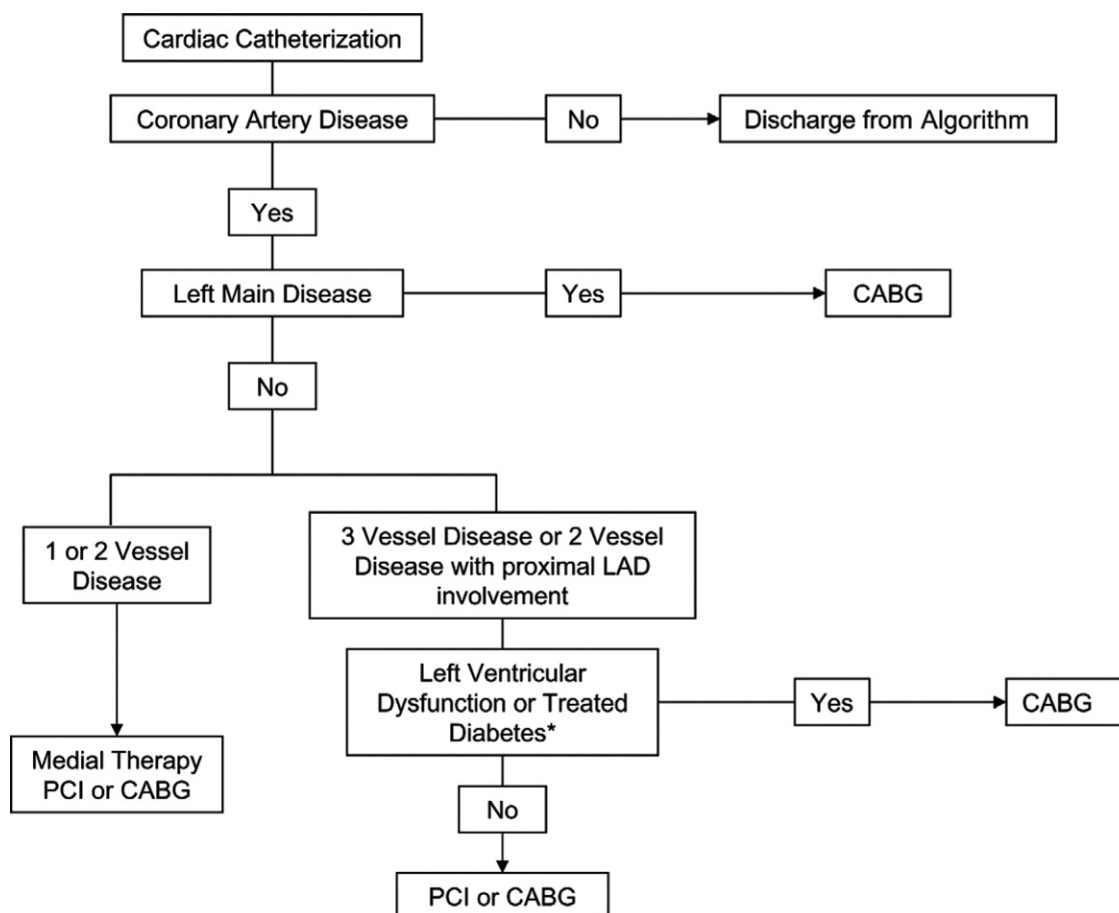 Cardiac Catheterization
Coronary Artery Disease
No
Discharge from Algorithm
Yes
Left Main Disease
Yes
CABG
No
1 or 2 Vessel
Disease
3 Vessel Disease or 2 Vessel
Disease with proximal LAD
involvement
Left Ventricular
Dysfunction or Treated
Diabetes*
Yes
CABG
Medial Therapy
PCI or CABG
No
PCI or CABG